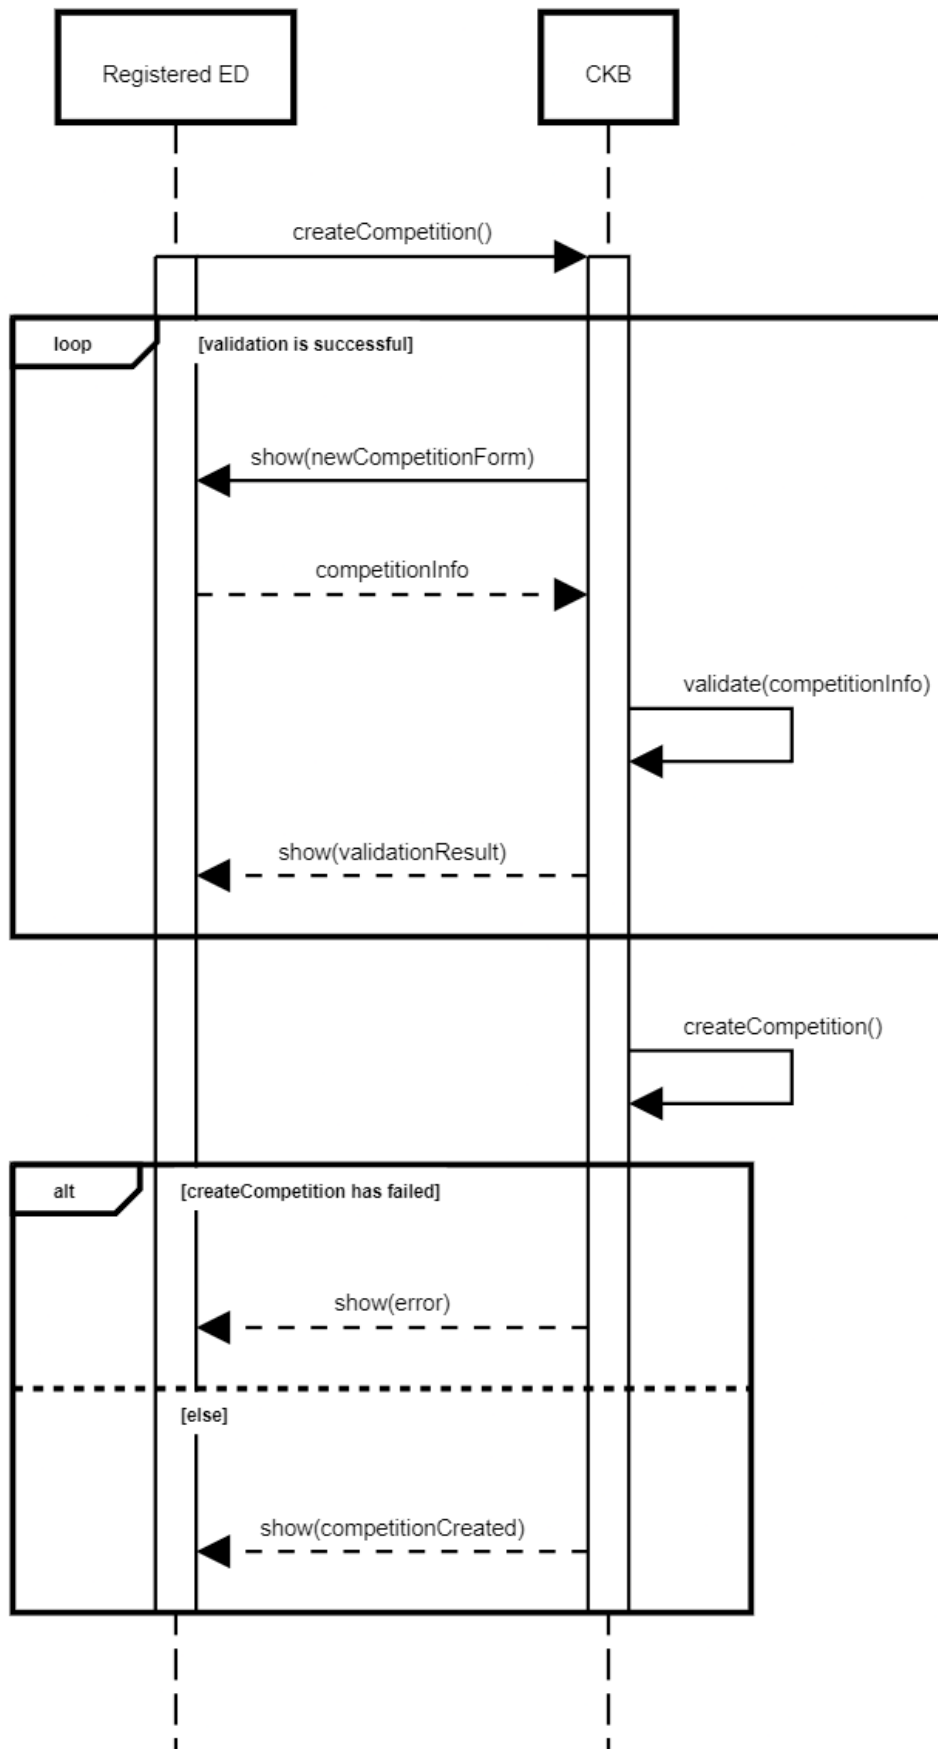 Registered ED
CKB
createCompetition()
loop
[validation is successful]
show(newCompetitionForm)
competitionInfo
validate(competitionInfo)
show(validationResult)
createCompetition()
alt
[createCompetition has failed]
show(error)
[else]
show(competitionCreated)